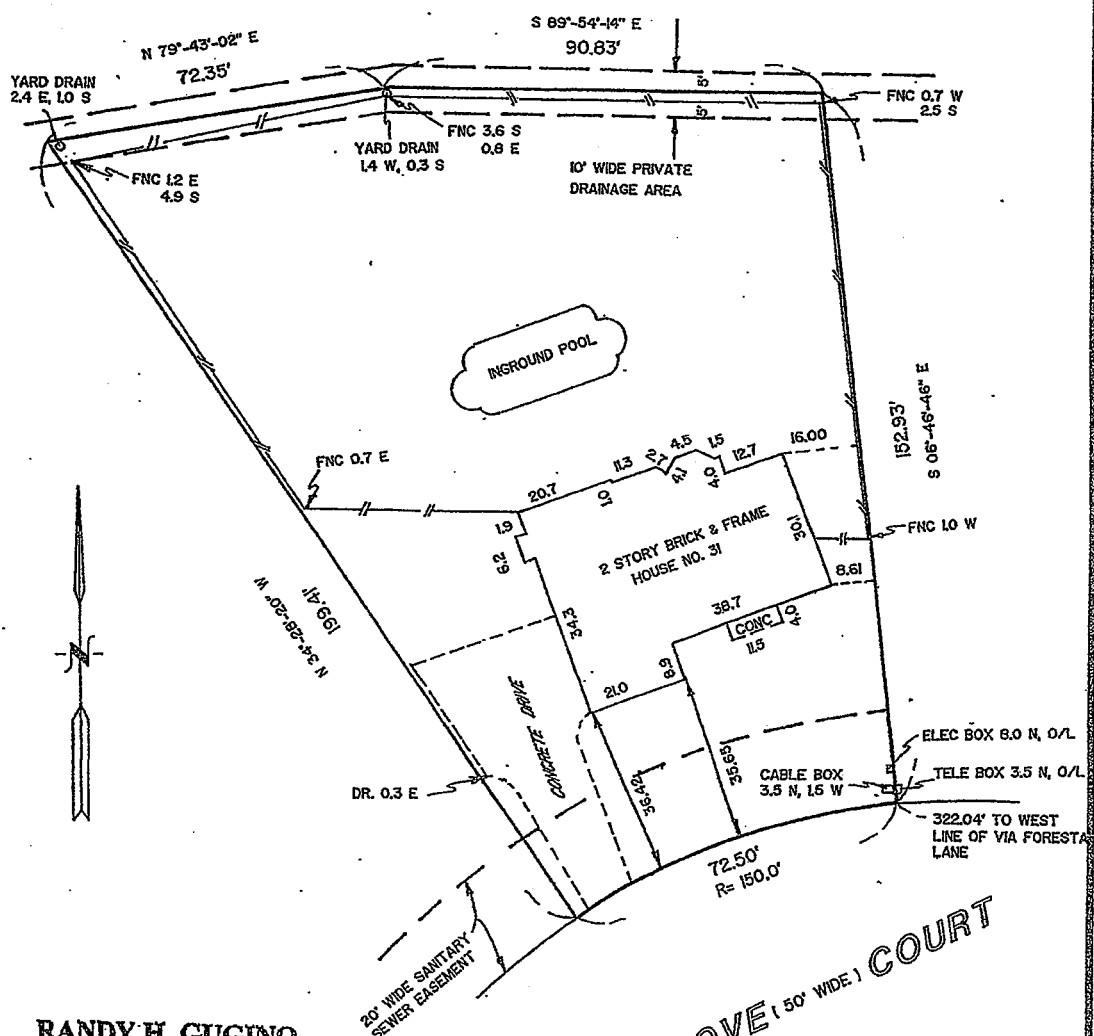 S 89°-54'-14" E
90.83'
N 79°-43'-02" E
72.35'
YARD DRAIN
2.4 E, 1.0 S
5'
5'
FNC 0.7 W
2.5 S
FNC 3.6 S
0.8 E
YARD DRAIN
1.4 W, 0.3 S
10' WIDE PRIVATE
DRAINAGE AREA
FNC 1.2 E
4.9 S
INGROUND POOL
152.93'
S 06°-46'-46" E
FNC 0.7 E
20.7
1.0
11.3
2.7
4.1
4.5
1.5
4.0
12.7
16.00
1.9
6.2
2 STORY BRICK & FRAME
HOUSE NO. 31
30.1
FNC 1.0 W
8.61
N 34°-28'-20" W
199.41'
34.3
38.7
CONC
4.0
11.5
8.9
21.0
N
CONCRETE DRIVE
DR. 0.3 E
36.42'
35.65'
ELEC BOX 8.0 N, O/L
CABLE BOX
3.5 N, 1.5 W
TELE BOX 3.5 N, O/L
322.04' TO WEST
LINE OF VIA FORESTA
LANE
72.50'
R= 150.0'
20' WIDE SANITARY
SEWER EASEMENT
OVE ( 50' WIDE ) COURT
RANDY H. GUGINO